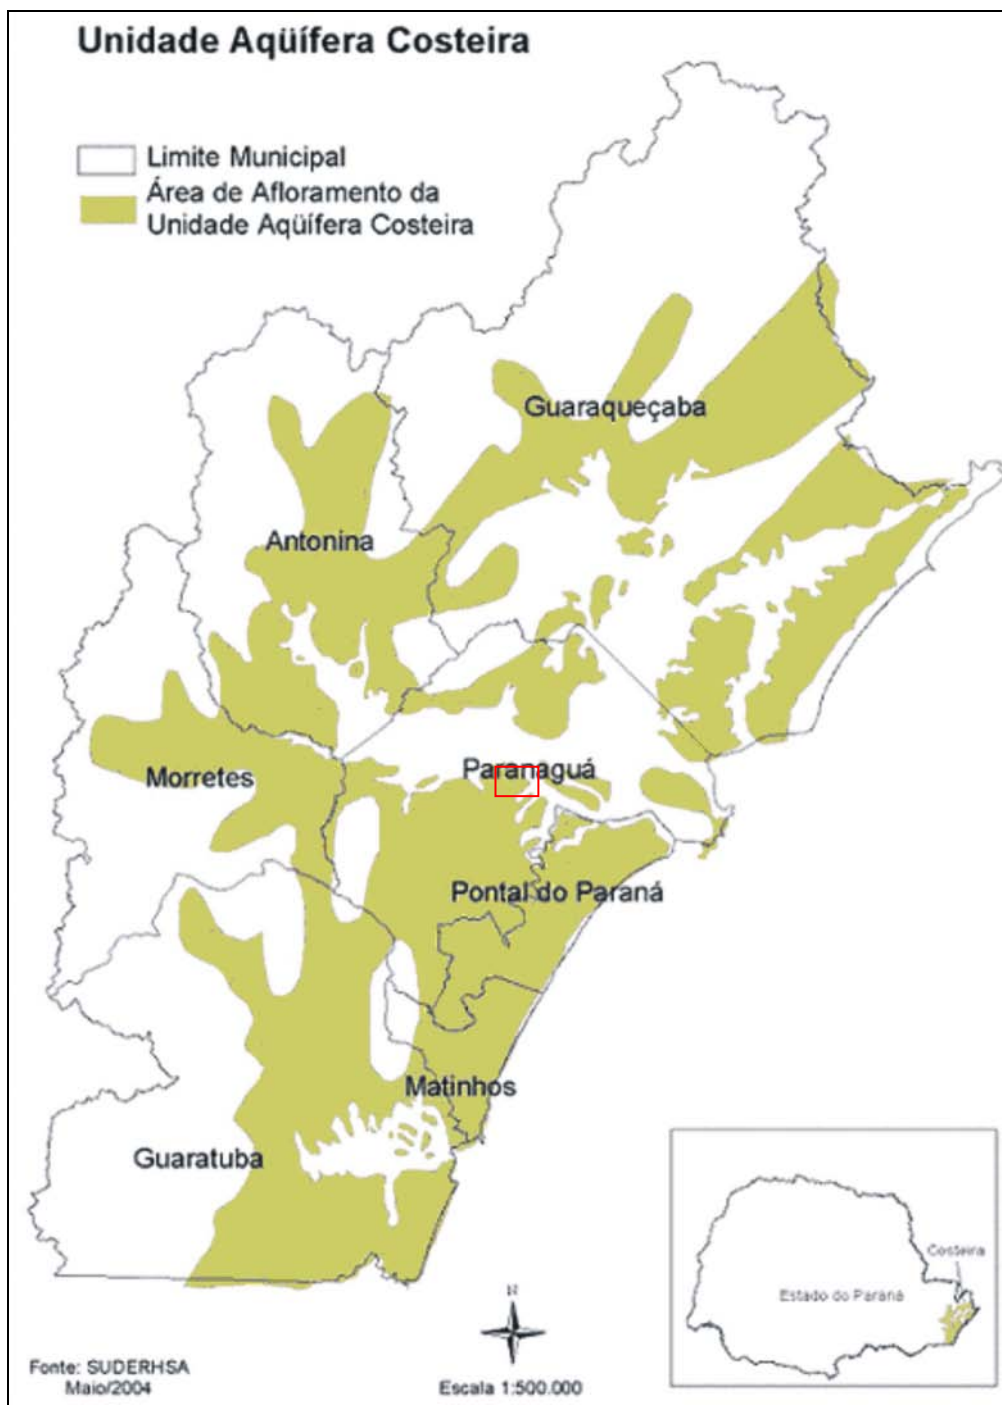 Unidade Aqüífera Costeira
Limite Municipal
Área de Afloramento da
Unidade Aqüífera Costeira
Guaraqueçaba
Antonina
Paranaguá
Morretes
Pontal do Paraná
Matinhos
Guaratuba
Costeira
Estado do Paraná
N
Fonte: SUDERHSA
Maio/2004
Escala 1:500.000